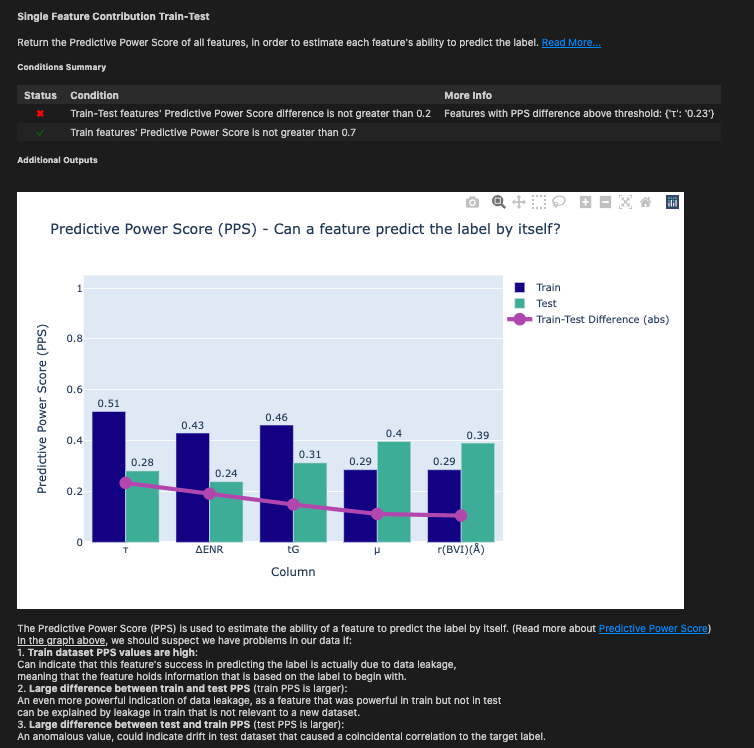 Single Feature Contribution Train-Test
Return the Predictive Power Score of all features, in order to estimate each feature's ability to predict the label. Read More...
Conditions Summary
Status Condition More Info
✖ Train-Test features' Predictive Power Score difference is not greater than 0.2 Features with PPS difference above threshold: {'τ': '0.23'}
✓ Train features' Predictive Power Score is not greater than 0.7
Additional Outputs
Predictive Power Score (PPS) - Can a feature predict the label by itself?
Train
Test
Train-Test Difference (abs)
Predictive Power Score (PPS)
1
0.8
0.6
0.4
0.2
0
0.51
0.28
0.43
0.24
0.46
0.31
0.29
0.4
0.29
0.39
τ ΔENR tG μ r(BVI)(Å)
Column
The Predictive Power Score (PPS) is used to estimate the ability of a feature to predict the label by itself. (Read more about Predictive Power Score)
In the graph above, we should suspect we have problems in our data if:
1. Train dataset PPS values are high:
Can indicate that this feature's success in predicting the label is actually due to data leakage,
meaning that the feature holds information that is based on the label to begin with.
2. Large difference between train and test PPS (train PPS is larger):
An even more powerful indication of data leakage, as a feature that was powerful in train but not in test
can be explained by leakage in train that is not relevant to a new dataset.
3. Large difference between test and train PPS (test PPS is larger):
An anomalous value, could indicate drift in test dataset that caused a coincidental correlation to the target label.